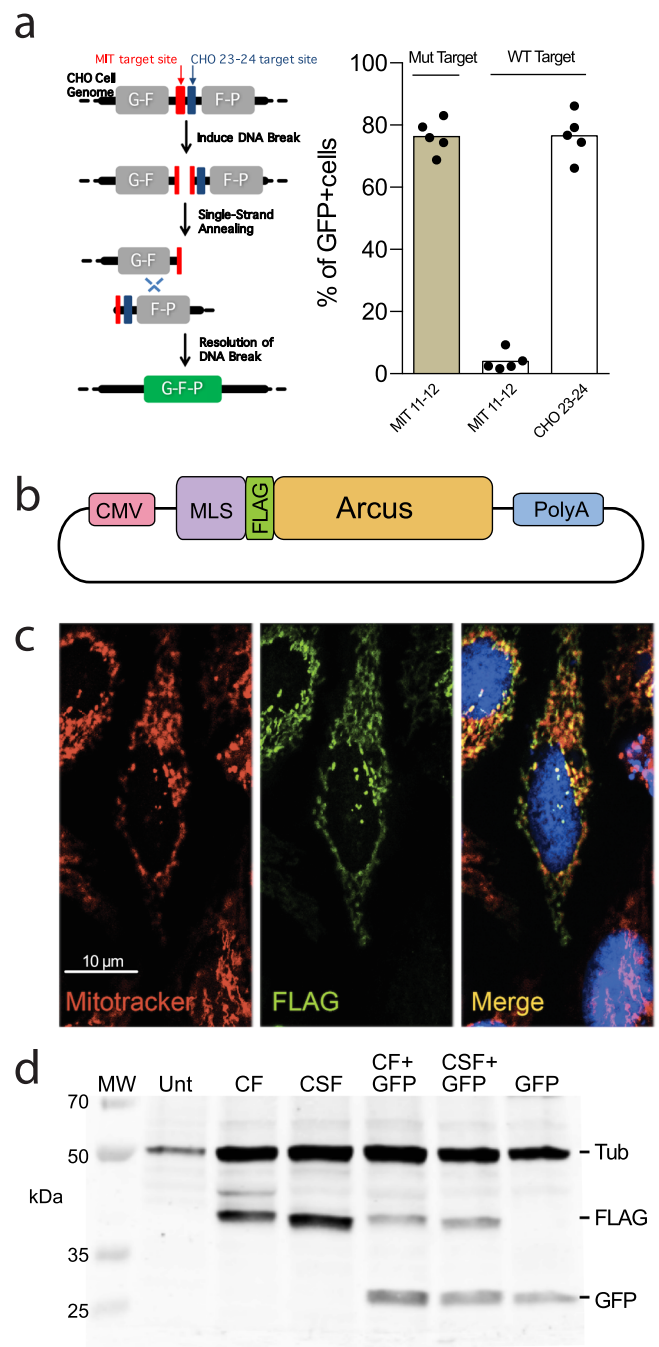 a
MIT target site
CHO 23-24 target site
CHO Cell
Genome
G-F
F-P
Induce DNA Break
G-F
F-P
Single-Strand
Annealing
G-F
F-P
Resolution of
DNA Break
G-F-P
Mut Target
WT Target
% of GFP+cells
100
80
60
40
20
0
MIT 11-12
MIT 11-12
CHO 23-24
b
CMV
MLS
FLAG
Arcus
PolyA
c
10 µm
Mitotracker
FLAG
Merge
d
MW
Unt
CF
CSF
CF+
GFP
CSF+
GFP
GFP
70
50
kDa
35
25
Tub
FLAG
GFP